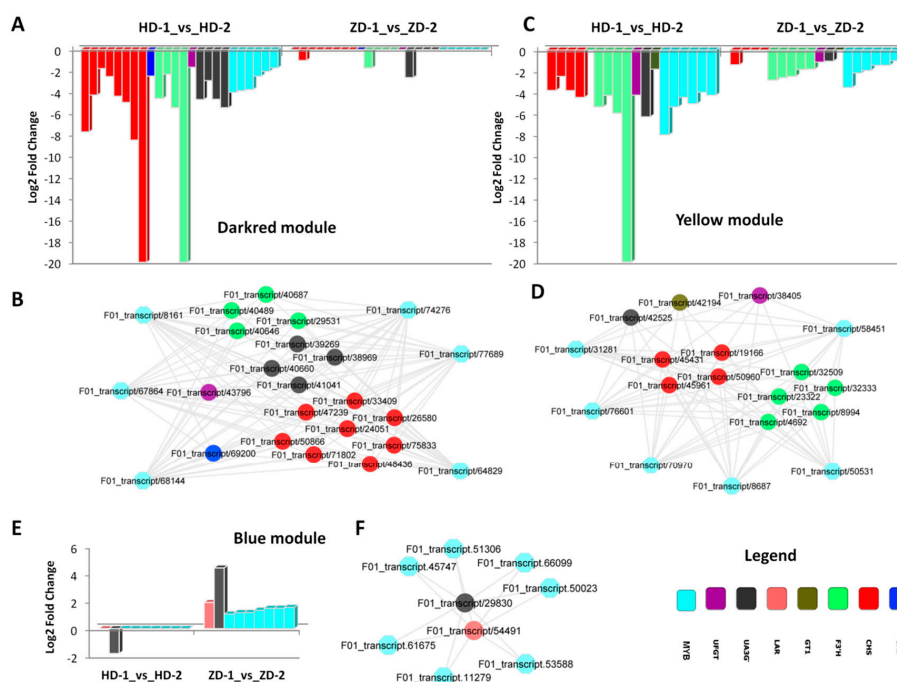 A
HD-1_vs_HD-2
ZD-1_vs_ZD-2
Log2 Fold Change
0
-2
-4
-6
-8
-10
-12
-14
-16
-18
-20
Darkred module
C
HD-1_vs_HD-2
ZD-1_vs_ZD-2
Log2 Fold Change
0
-2
-4
-6
-8
-10
-12
-14
-16
-18
-20
Yellow module
B
F01_transcript/40687
F01_transcript/8161
F01_transcript/40489
F01_transcript/74276
F01_transcript/29531
F01_transcript/40646
F01_transcript/39269
F01_transcript/38969
F01_transcript/77689
F01_transcript/40660
F01_transcript/41041
F01_transcript/67864
F01_transcript/43796
F01_transcript/33409
F01_transcript/47239
F01_transcript/26580
F01_transcript/24051
F01_transcript/50866
F01_transcript/75833
F01_transcript/69200
F01_transcript/71802
F01_transcript/48436
F01_transcript/64829
F01_transcript/68144
D
F01_transcript/38405
F01_transcript/42194
F01_transcript/42525
F01_transcript/58451
F01_transcript/31281
F01_transcript/19166
F01_transcript/45431
F01_transcript/32509
F01_transcript/50960
F01_transcript/45961
F01_transcript/32333
F01_transcript/23322
F01_transcript/76601
F01_transcript/8994
F01_transcript/4692
F01_transcript/70970
F01_transcript/50531
F01_transcript/8687
E
Blue module
Log2 Fold Change
6
4
2
0
-2
HD-1_vs_HD-2
ZD-1_vs_ZD-2
F
F01_transcript.51306
F01_transcript.45747
F01_transcript.66099
F01_transcript.50023
F01_transcript/29830
F01_transcript/54491
F01_transcript.61675
F01_transcript.53588
F01_transcript.11279
Legend
MYB
UFGT
UA3G
LAR
GT1
F3'H
CHS